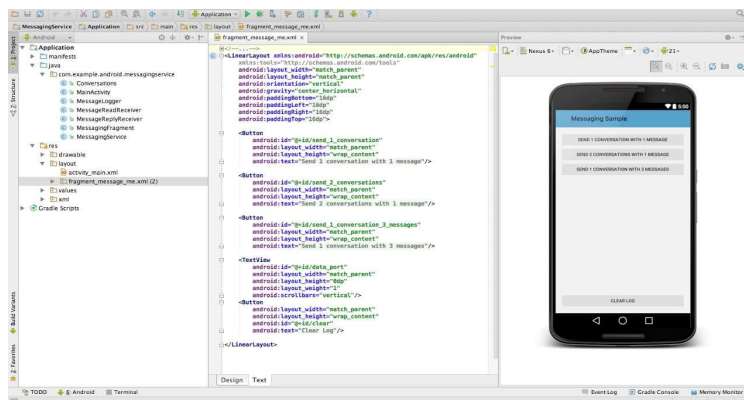 Application
MessagingService Application src main res layout fragment_message_me.xml
Android
fragment_message_me.xml
Preview
1: Project
Z: Structure
Build Variants
2: Favorites
Application
manifests
java
com.example.android.messagingservice
Conversations
MainActivity
MessageLogger
MessageReadReceiver
MessageReplyReceiver
MessagingFragment
MessagingService
res
drawable
layout
activity_main.xml
fragment_message_me.xml (2)
values
xml
Gradle Scripts
<!--...-->
<LinearLayout xmlns:android="http://schemas.android.com/apk/res/android"
xmlns:tools="http://schemas.android.com/tools"
android:layout_width="match_parent"
android:layout_height="match_parent"
android:orientation="vertical"
android:gravity="center_horizontal"
android:paddingBottom="16dp"
android:paddingLeft="16dp"
android:paddingRight="16dp"
android:paddingTop="16dp">
<Button
android:id="@+id/send_1_conversation"
android:layout_width="match_parent"
android:layout_height="wrap_content"
android:text="Send 1 conversation with 1 message"/>
<Button
android:id="@+id/send_2_conversations"
android:layout_width="match_parent"
android:layout_height="wrap_content"
android:text="Send 2 conversations with 1 message"/>
<Button
android:id="@+id/send_1_conversation_3_messages"
android:layout_width="match_parent"
android:layout_height="wrap_content"
android:text="Send 1 conversation with 3 messages"/>
<TextView
android:id="@+id/data_port"
android:layout_width="match_parent"
android:layout_height="0dp"
android:layout_weight="1"
android:scrollbars="vertical"/>
<Button
android:layout_width="match_parent"
android:layout_height="wrap_content"
android:id="@+id/clear"
android:text="Clear Log"/>
</LinearLayout>
Design Text
Nexus 6 AppTheme 21
5:00
Messaging Sample
SEND 1 CONVERSATION WITH 1 MESSAGE
SEND 2 CONVERSATIONS WITH 1 MESSAGE
SEND 1 CONVERSATION WITH 3 MESSAGES
CLEAR LOG
TODO 6: Android Terminal Event Log Gradle Console Memory Monitor